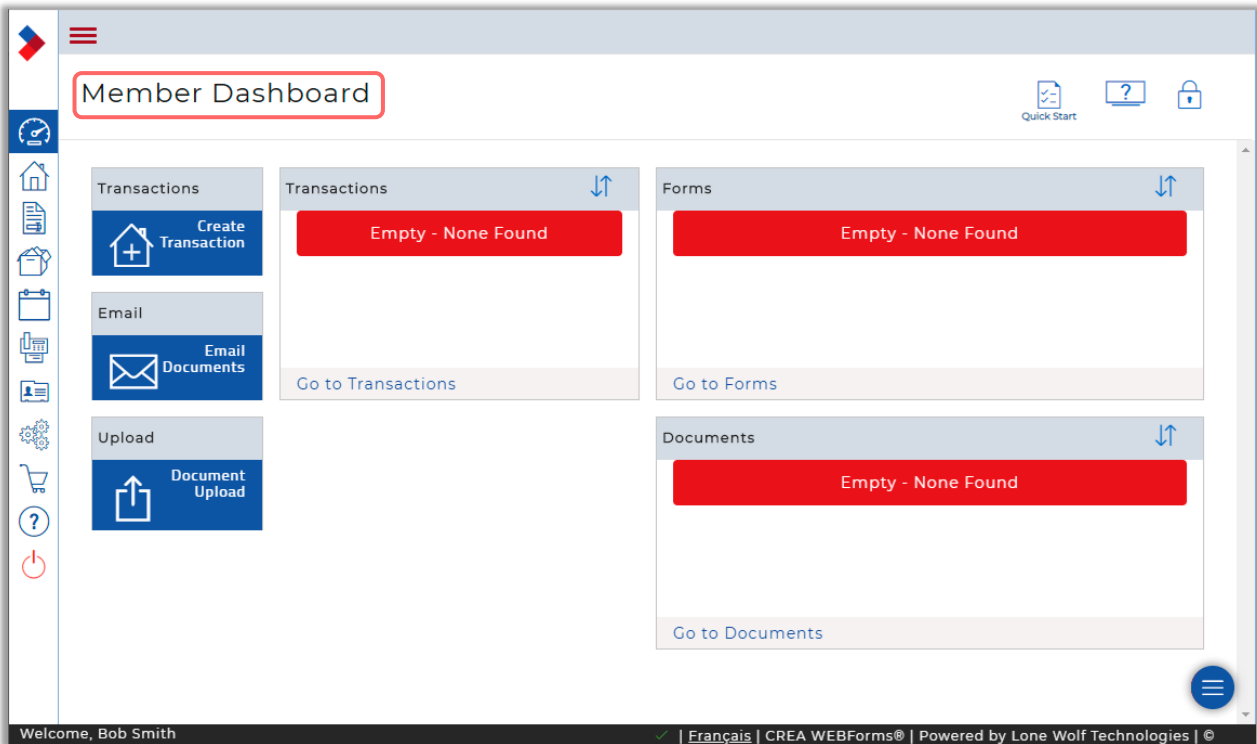 Member Dashboard
?
Quick Start
Transactions
Create
Transaction
Transactions
Empty - None Found
Go to Transactions
Forms
Empty - None Found
Go to Forms
Email
Email
Documents
Upload
Document
Upload
Documents
Empty - None Found
Go to Documents
?
Welcome, Bob Smith
| Français | CREA WEBForms® | Powered by Lone Wolf Technologies | ©